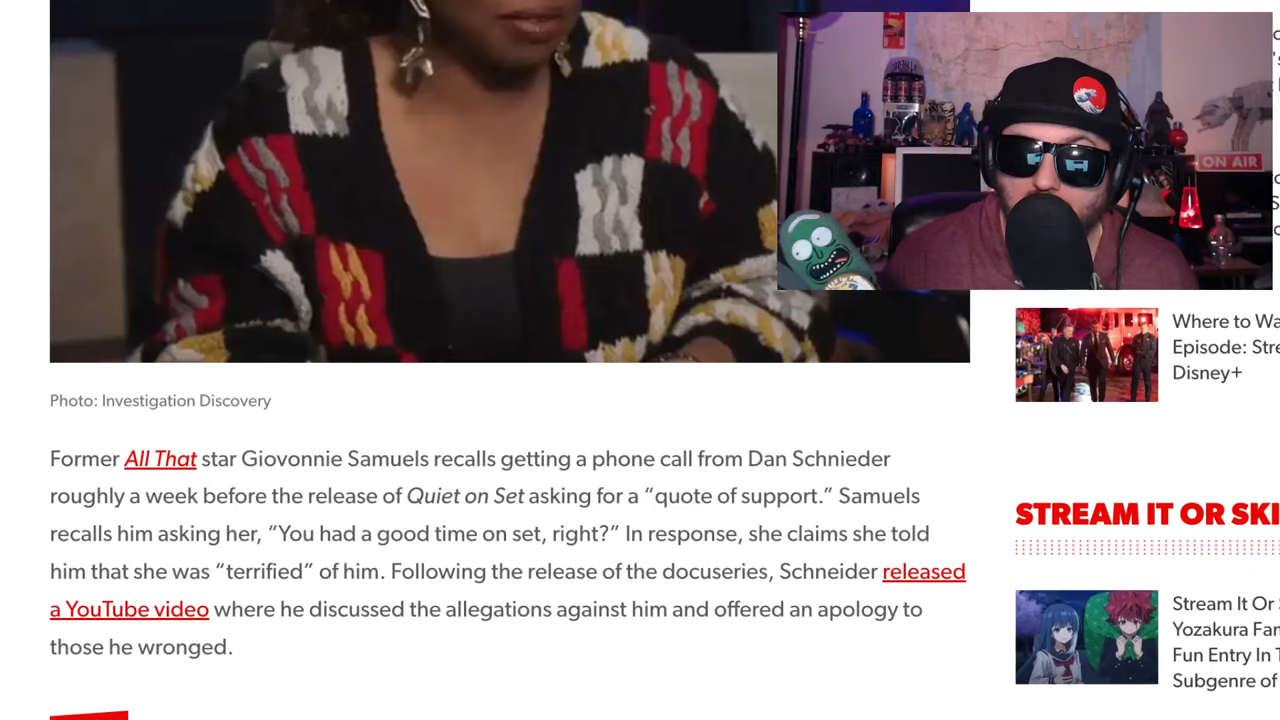 ON AIR
Photo: Investigation Discovery
Former All That star Giovonnie Samuels recalls getting a phone call from Dan Schnieder
roughly a week before the release of Quiet on Set asking for a “quote of support.” Samuels
recalls him asking her, “You had a good time on set, right?” In response, she claims she told
him that she was “terrified” of him. Following the release of the docuseries, Schneider released
a YouTube video where he discussed the allegations against him and offered an apology to
those he wronged.
Where to Wa
Episode: Stre
Disney+
STREAM IT OR SKI
Stream It Or S
Yozakura Fam
Fun Entry In T
Subgenre of